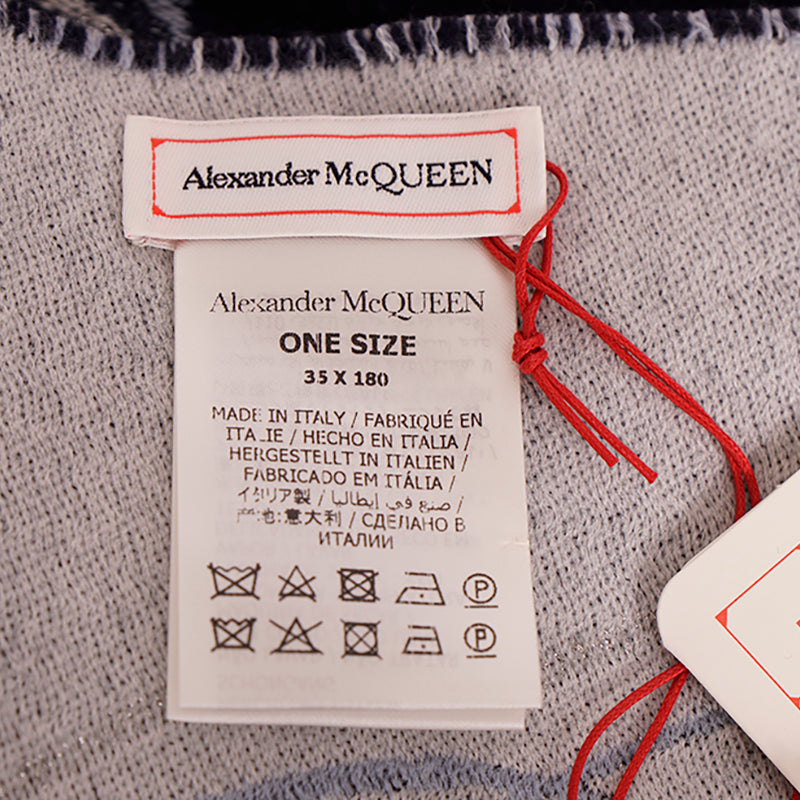 Alexander McQUEEN
Alexander McQUEEN
ONE SIZE
35 X 180
MADE IN ITALY / FABRIQUÉ EN
ITALIE / HECHO EN ITALIA /
HERGESTELLT IN ITALIEN /
FABRICADO EM ITÁLIA /
イタリア製 / صنع في إيطاليا /
产地:意大利 / СДЕЛАНО В
ИТАЛИИ
P
P